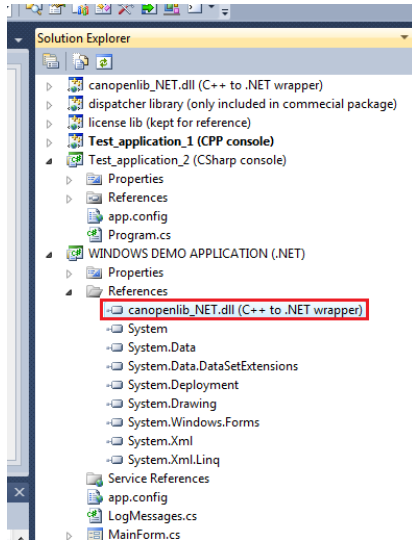 Solution Explorer
canopenlib_NET.dll (C++ to .NET wrapper)
dispatcher library (only included in commecial package)
license lib (kept for reference)
Test_application_1 (CPP console)
Test_application_2 (CSharp console)
Properties
References
app.config
Program.cs
WINDOWS DEMO APPLICATION (.NET)
Properties
References
canopenlib_NET.dll (C++ to .NET wrapper)
System
System.Data
System.Data.DataSetExtensions
System.Deployment
System.Drawing
System.Windows.Forms
System.Xml
System.Xml.Linq
Service References
app.config
LogMessages.cs
MainForm.cs